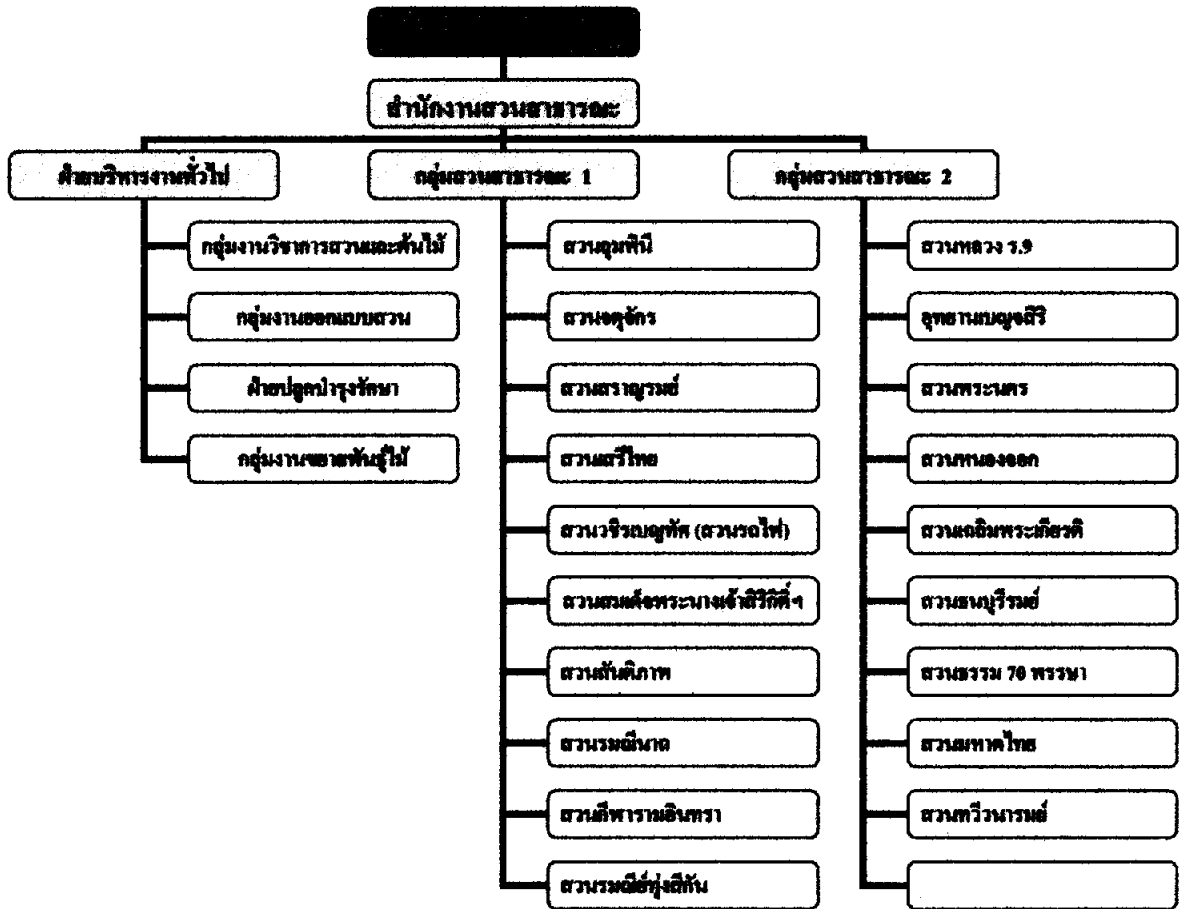 สำนักงานสวนสาธารณะ
ฝ่ายบริหารงานทั่วไป
กลุ่มสวนสาธารณะ 1
กลุ่มสวนสาธารณะ 2
กลุ่มงานวิชาการสวนและต้นไม้
กลุ่มงานออกแบบสวน
ฝ่ายปลูกบำรุงรักษา
กลุ่มงานขยายพันธุ์ไม้
สวนลุมพินี
สวนจตุจักร
สวนสราญรมย์
สวนเสรีไทย
สวนวชิรเบญทัศ (สวนรถไฟ)
สวนสมเด็จพระนางเจ้าสิริกิติ์ฯ
สวนสันติภาพ
สวนรมณีนาถ
สวนกีฬารามอินทรา
สวนรมณีย์ทุ่งสีกัน
สวนหลวง ร.9
อุทยานเบญจสิริ
สวนพระนคร
สวนหนองจอก
สวนเฉลิมพระเกียรติ
สวนธนบุรีรมย์
สวนธรรม 70 พรรษา
สวนมหาดไทย
สวนทวีวนารมย์